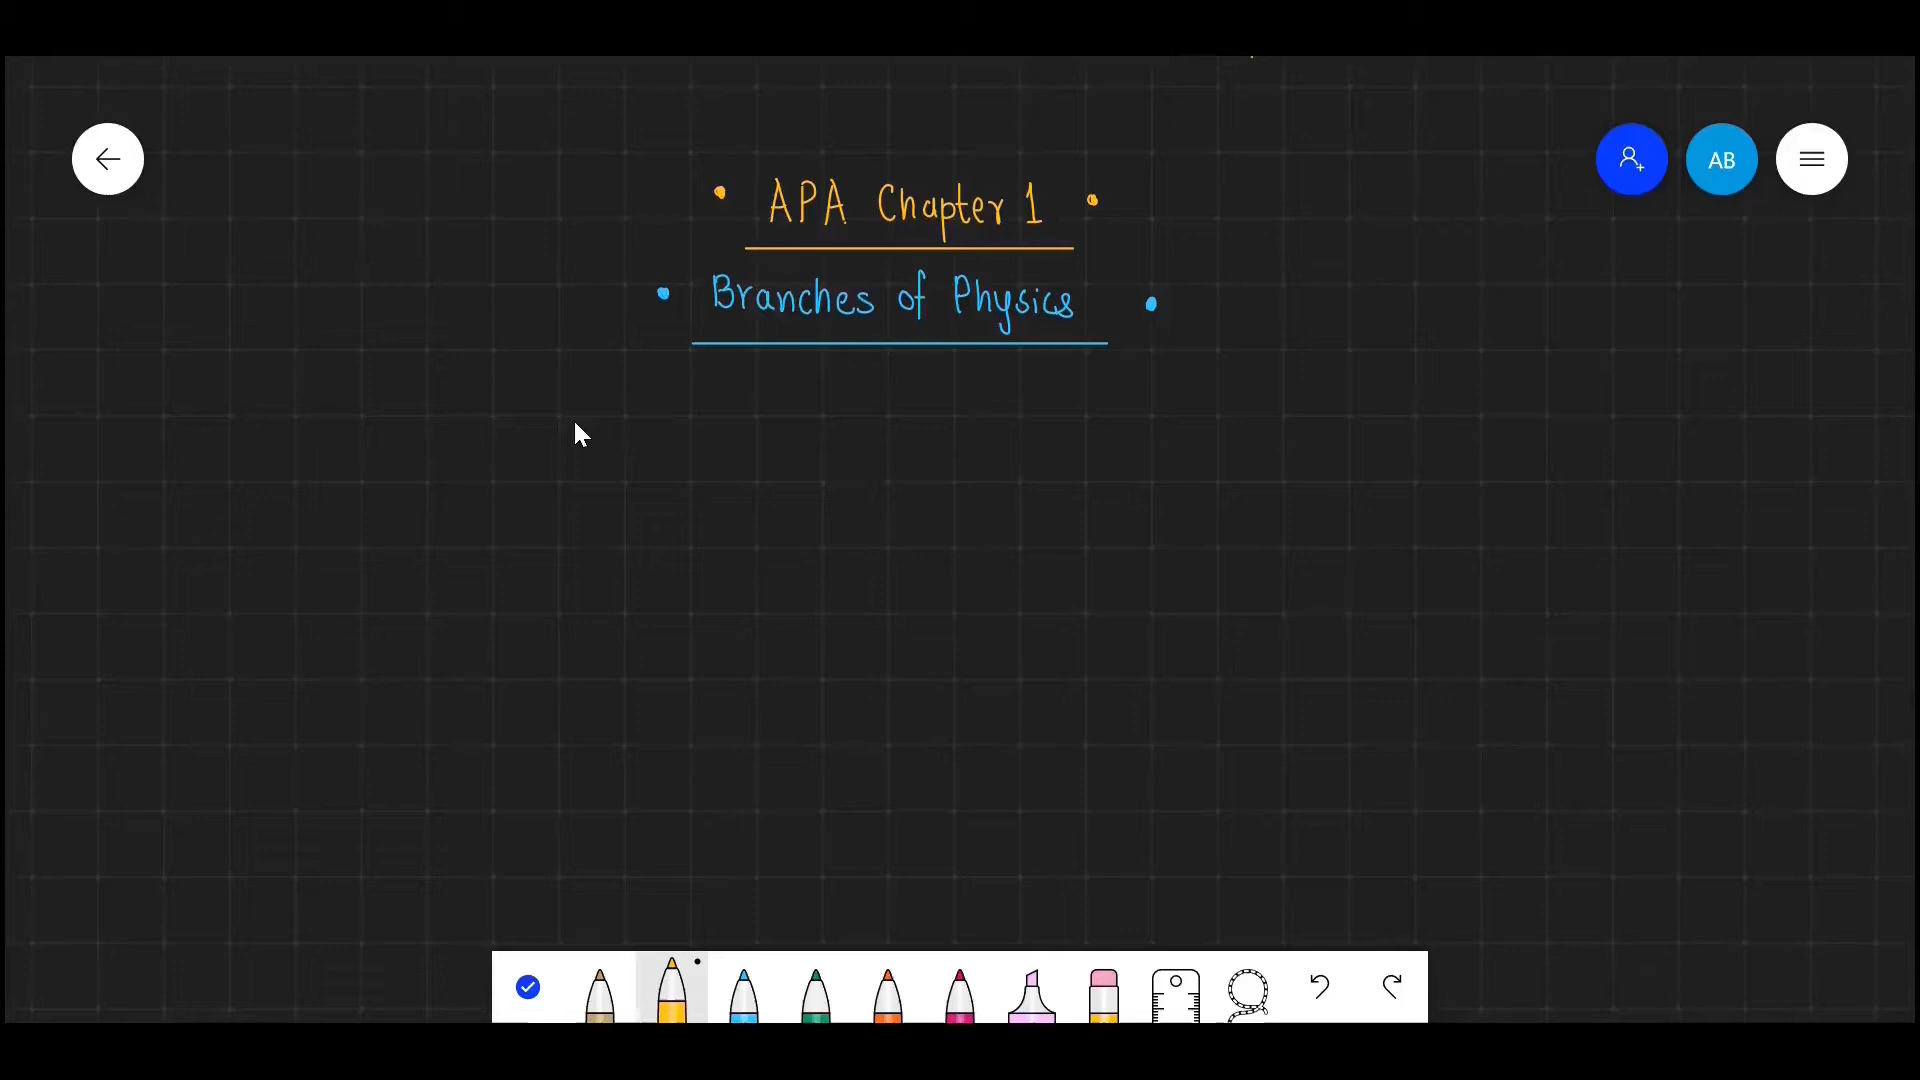 AB
• APA Chapter 1 •
• Branches of Physics •